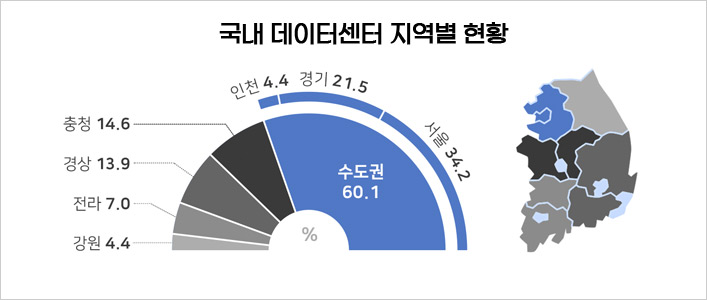 국내 데이터센터 지역별 현황
인천 4.4 경기 21.5
서울 34.2
충청 14.6
경상 13.9
전라 7.0
강원 4.4
수도권
60.1
%